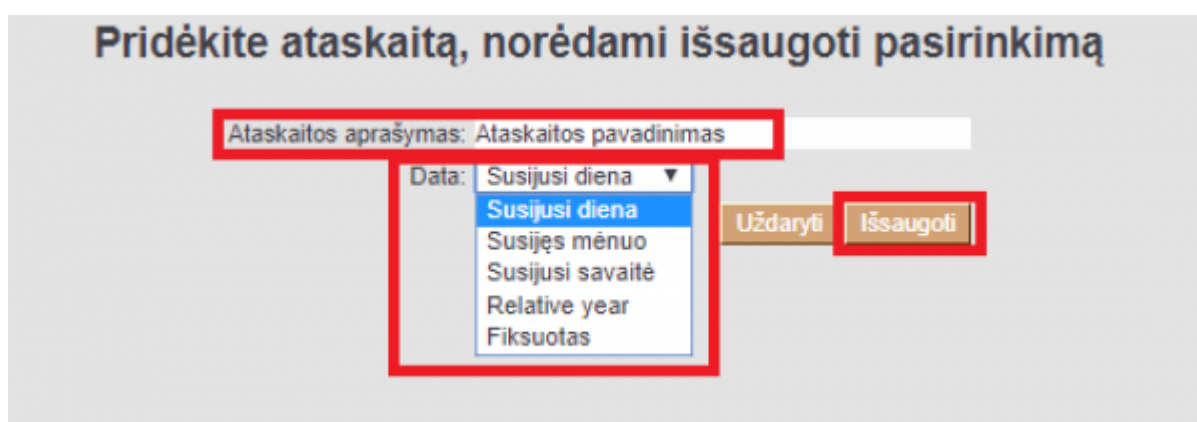 Pridėkite ataskaitą, norėdami išsaugoti pasirinkimą
Ataskaitos aprašymas: Ataskaitos pavadinimas
Data: Susijusi diena ▼
Susijusi diena
Susijęs mėnuo
Susijusi savaitė
Relative year
Fiksuotas
Uždaryti Išsaugoti